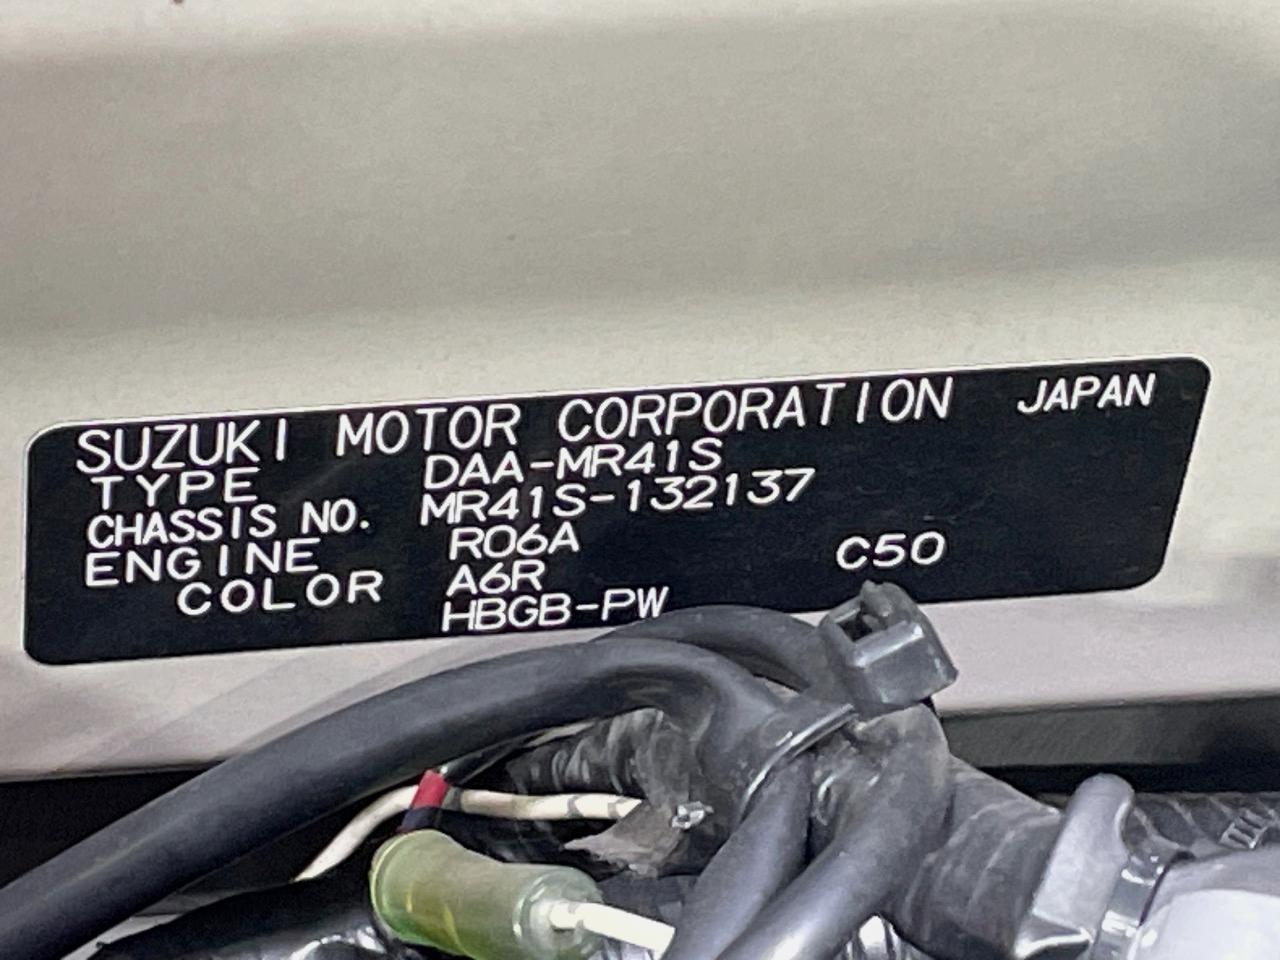 SUZUKI MOTOR CORPORATION JAPAN
TYPE DAA-MR41S
CHASSIS NO. MR41S-132137
ENGINE R06A
COLOR A6R C50
HBGB-PW